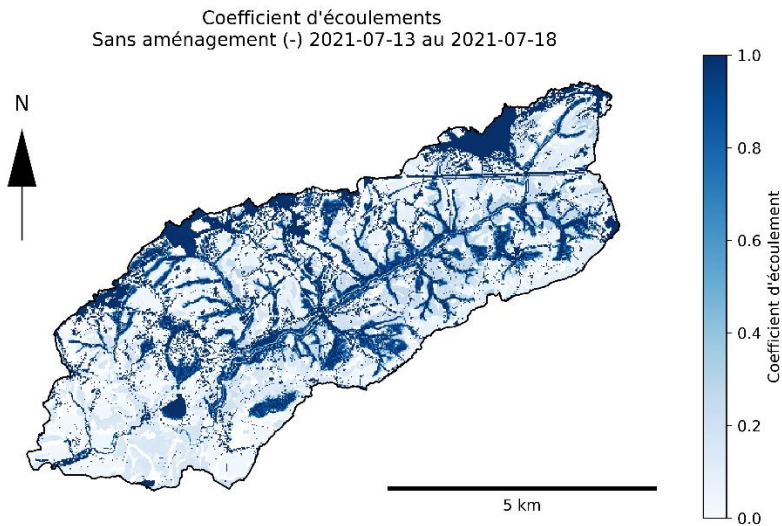 Coefficient d'écoulements
Sans aménagement (-) 2021-07-13 au 2021-07-18
N
1.0
0.8
0.6
0.4
0.2
0.0
Coefficient d'écoulement
5 km